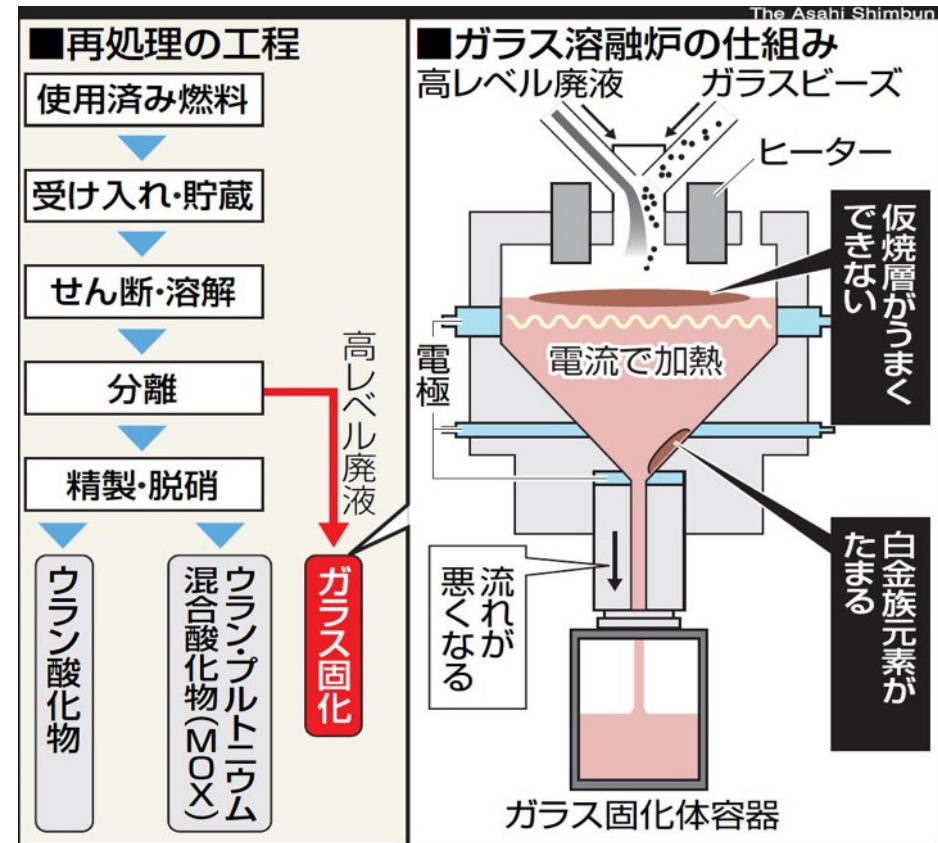 The Asahi Shimbun
■再処理の工程
使用済み燃料
受け入れ・貯蔵
せん断・溶解
分離
精製・脱硝
高レベル廃液
ウラン酸化物
ウラン・プルトニウム
混合酸化物(MOX)
ガラス固化
■ガラス溶融炉の仕組み
高レベル廃液
ガラスビーズ
ヒーター
仮焼層がうまく
できない
電極
電流で加熱
白金族元素が
たまる
流れが
悪くなる
ガラス固化体容器